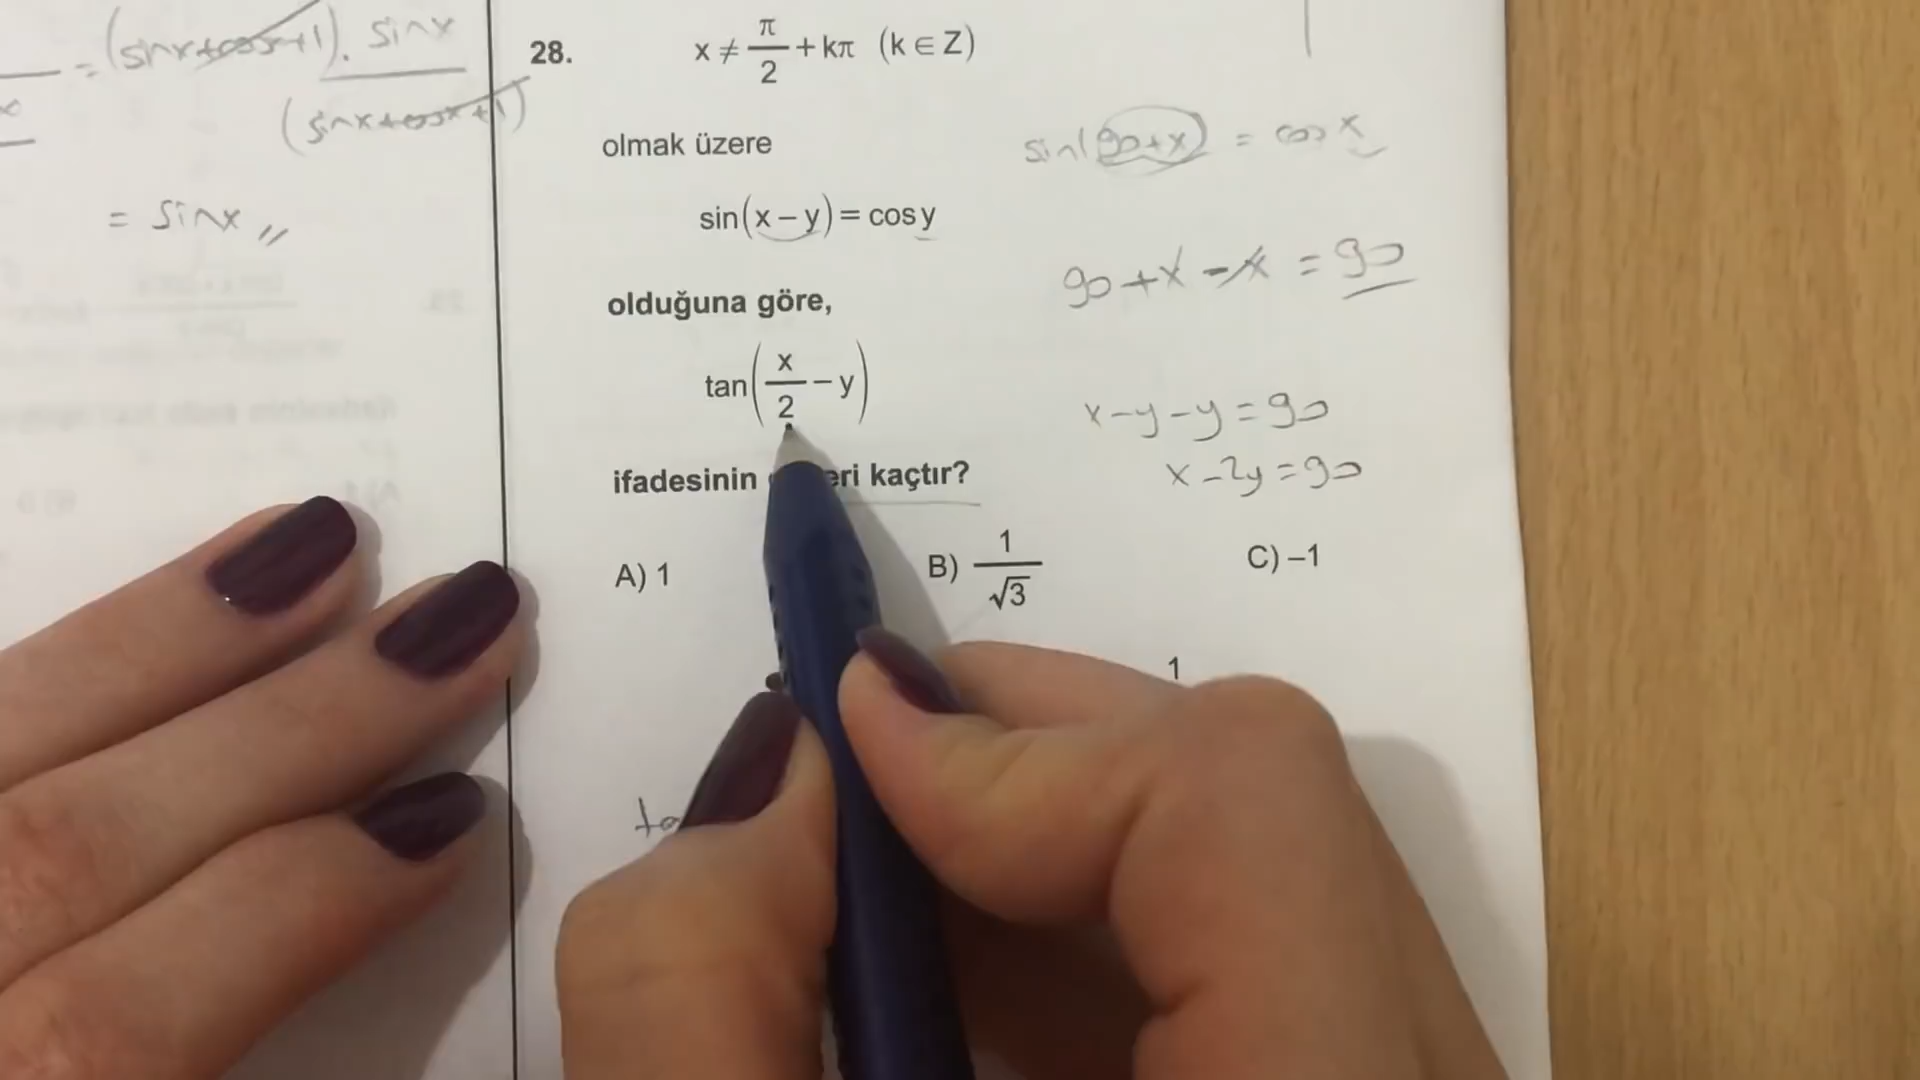 = (sinx+cosx+1) . sinx
(sinx+cosx+1)
= sinx //
28. x ≠ π/2 + kπ (k ∈ Z)
olmak üzere
sin(x – y) = cos y
olduğuna göre,
tan(x/2 – y)
ifadesinin eri kaçtır?
A) 1 B) 1/√3 C) –1
1
sin(90+x) = cos x
90+x-x = 90
x-y-y=90
x-2y=90
ta